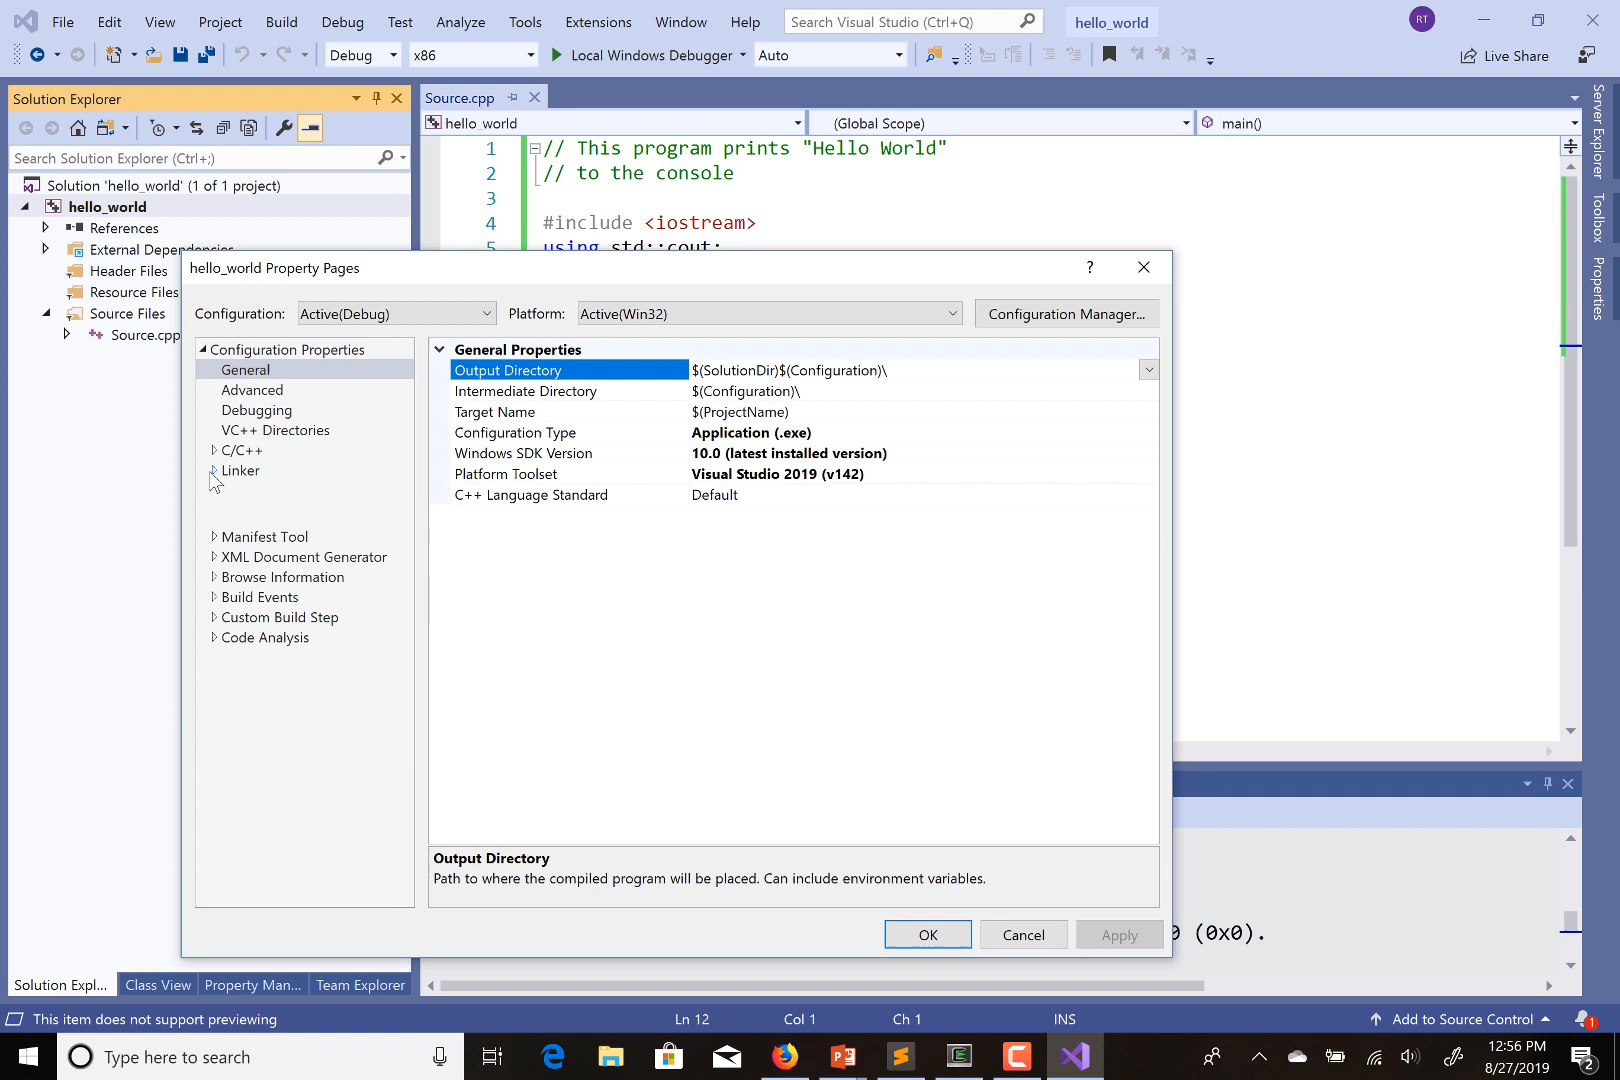 File Edit View Project Build Debug Test Analyze Tools Extensions Window Help Search Visual Studio (Ctrl+Q) hello_world RT
Debug x86 Local Windows Debugger Auto Live Share
Solution Explorer
Search Solution Explorer (Ctrl+;)
Solution 'hello_world' (1 of 1 project)
hello_world
References
External Dependencies
Header Files
Resource Files
Source Files
Source.cpp
Source.cpp
hello_world (Global Scope) main()
1 // This program prints "Hello World"
2 // to the console
3
4 #include <iostream>
5 using std::cout;
Server Explorer
Toolbox
Properties
hello_world Property Pages ?
Configuration: Active(Debug) Platform: Active(Win32) Configuration Manager...
Configuration Properties
General
Advanced
Debugging
VC++ Directories
C/C++
Linker
Manifest Tool
XML Document Generator
Browse Information
Build Events
Custom Build Step
Code Analysis
General Properties
Output Directory $(SolutionDir)$(Configuration)\
Intermediate Directory $(Configuration)\
Target Name $(ProjectName)
Configuration Type Application (.exe)
Windows SDK Version 10.0 (latest installed version)
Platform Toolset Visual Studio 2019 (v142)
C++ Language Standard Default
Output Directory
Path to where the compiled program will be placed. Can include environment variables.
OK Cancel Apply
0 (0x0).
Solution Expl... Class View Property Man... Team Explorer
This item does not support previewing Ln 12 Col 1 Ch 1 INS Add to Source Control 1
Type here to search 12:56 PM
8/27/2019 2